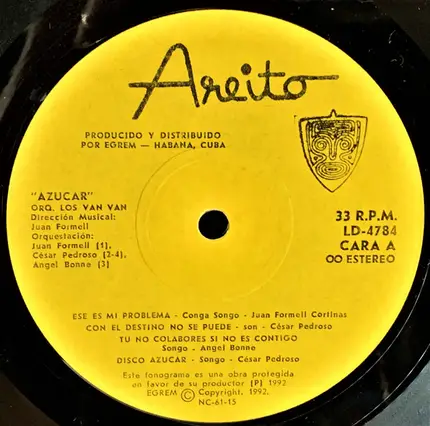 Areito
PRODUCIDO Y DISTRIBUIDO
POR EGREM — HABANA, CUBA
"AZUCAR"
ORQ. LOS VAN VAN
Dirección Musical:
Juan Formell
Orquestación:
Juan Formell (1),
César Pedroso (2-4),
Angel Bonne (3)
33 R.P.M.
LD-4784
CARA A
OO ESTEREO
ESE ES MI PROBLEMA - Conga Songo - Juan Formell Cortinas
CON EL DESTINO NO SE PUEDE - son - César Pedroso
TU NO COLABORES SI NO ES CONTIGO
Songo - Angel Bonne
DISCO AZUCAR - Songo - César Pedroso
Este fonograma es una obra protegida
en favor de su productor (P) 1992
EGREM © Copyright, 1992,
NC-61-15